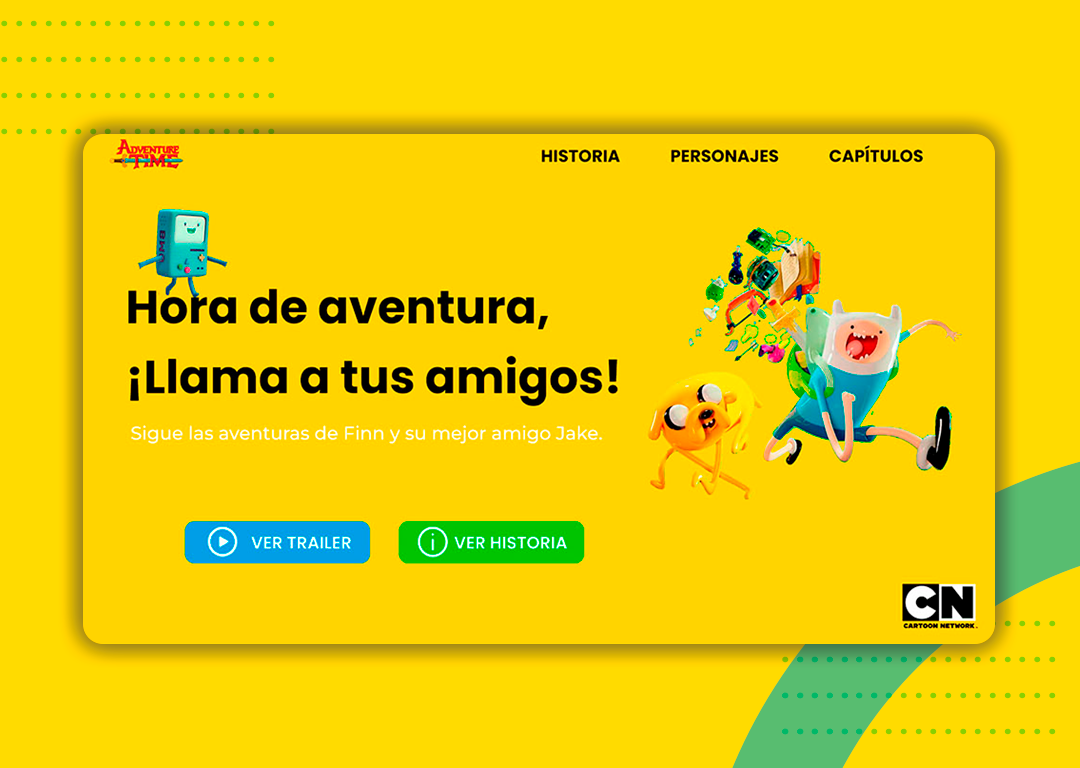 ADVENTURE
TIME
HISTORIA
PERSONAJES
CAPÍTULOS
Hora de aventura,
¡Llama a tus amigos!
Sigue las aventuras de Finn y su mejor amigo Jake.
VER TRAILER
VER HISTORIA
CN
CARTOON NETWORK